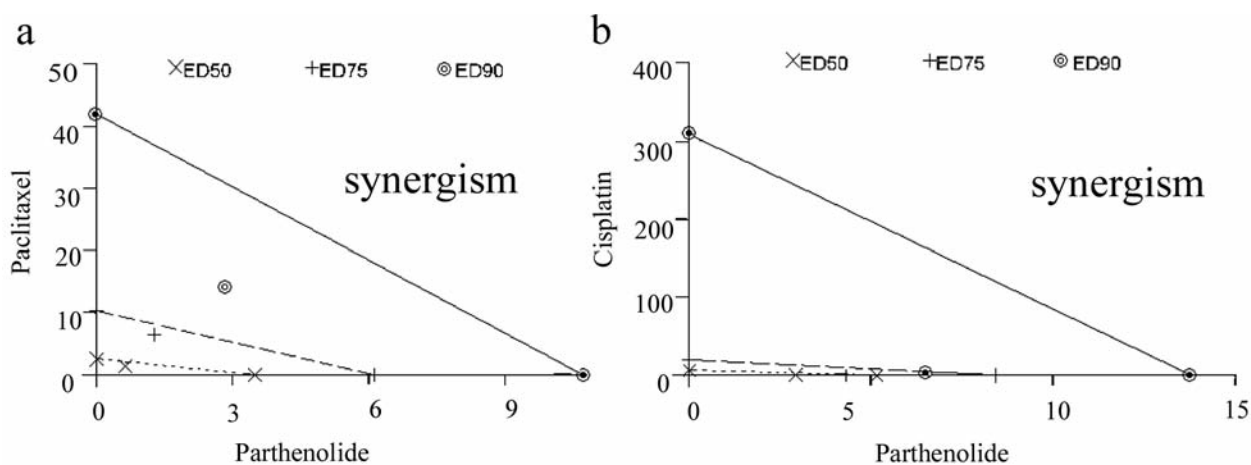 a
ED50 ED75 ED90
50
40
30
20
10
0
Paclitaxel
synergism
0 3 6 9
Parthenolide
b
ED50 ED75 ED90
400
300
200
100
0
Cisplatin
synergism
0 5 10 15
Parthenolide